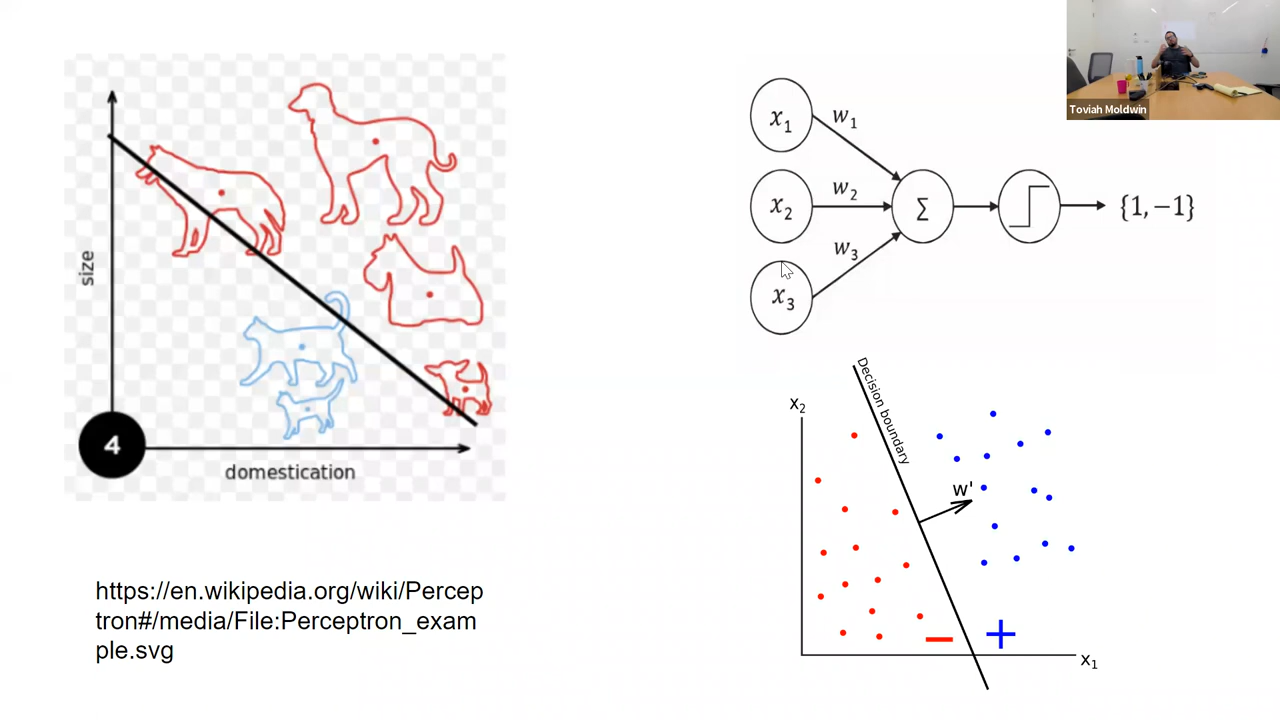 size
4
domestication
https://en.wikipedia.org/wiki/Percep
tron#/media/File:Perceptron_exam
ple.svg
x₁
w₁
x₂
w₂
x₃
w₃
∑
{1, −1}
Toviah Moldwin
x₂
Decision boundary
w'
−
+
x₁